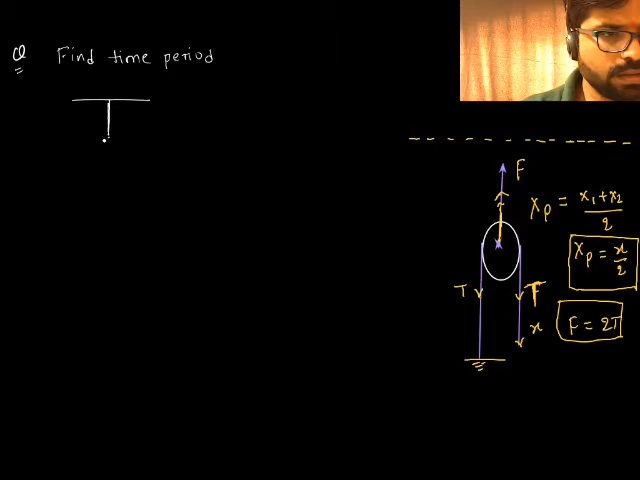 Q Find time period
F
Xp = x1+x2/2
Xp = x/2
T T
x
F = 2T